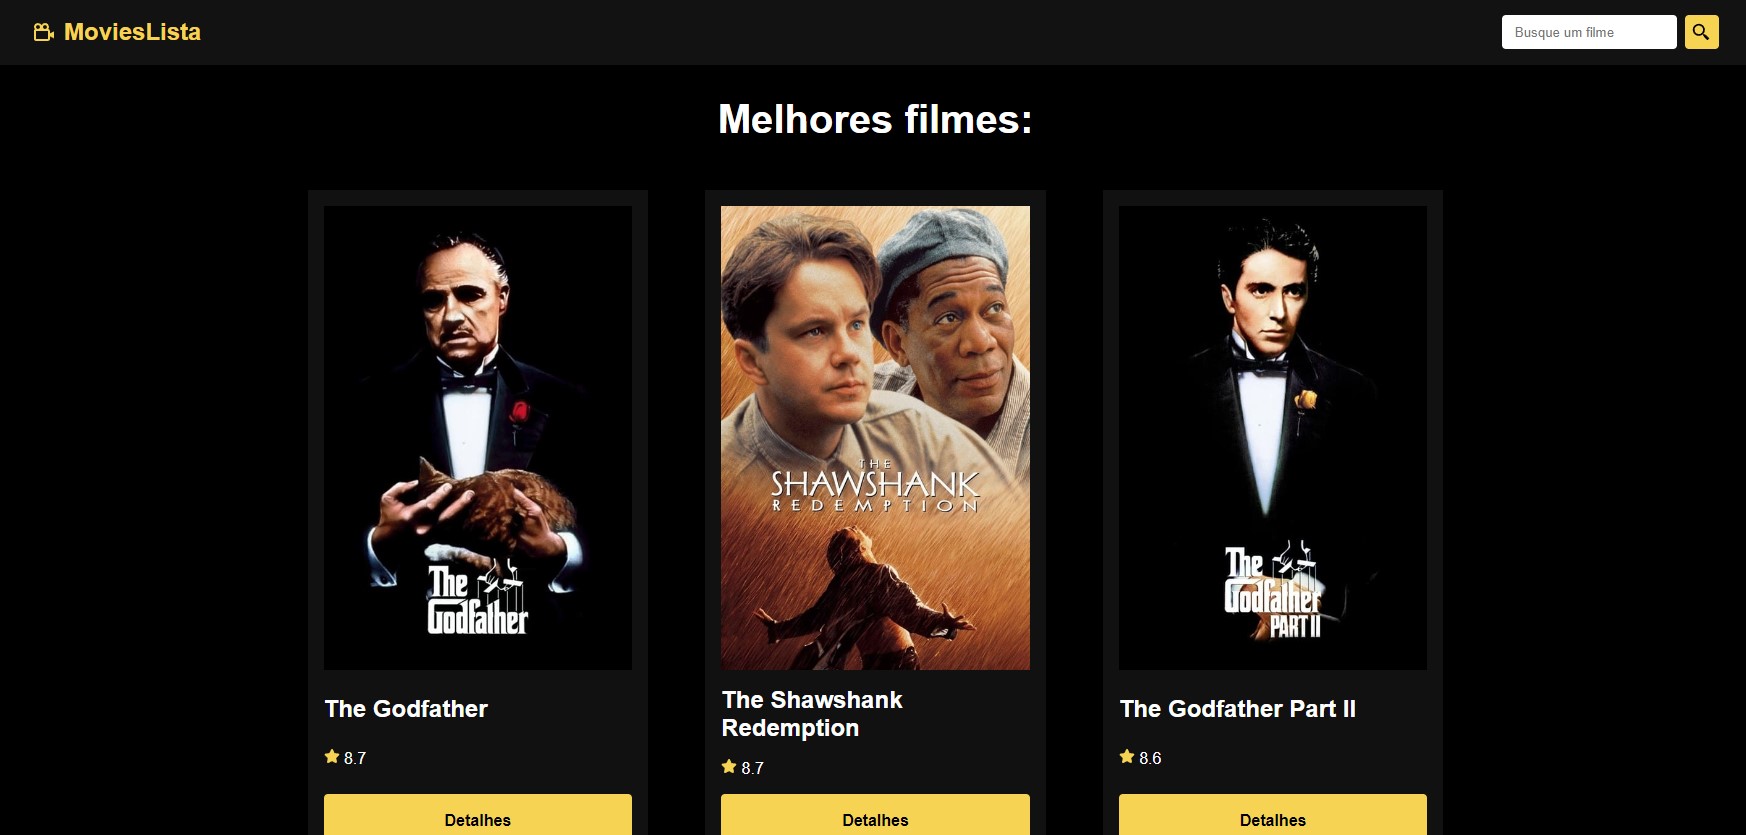 MoviesLista
Busque um filme
Melhores filmes:
The
Godfather
THE
SHAWSHANK
REDEMPTION
The
Godfather
PART II
The Godfather
The Shawshank
Redemption
The Godfather Part II
8.7
8.7
8.6
Detalhes
Detalhes
Detalhes